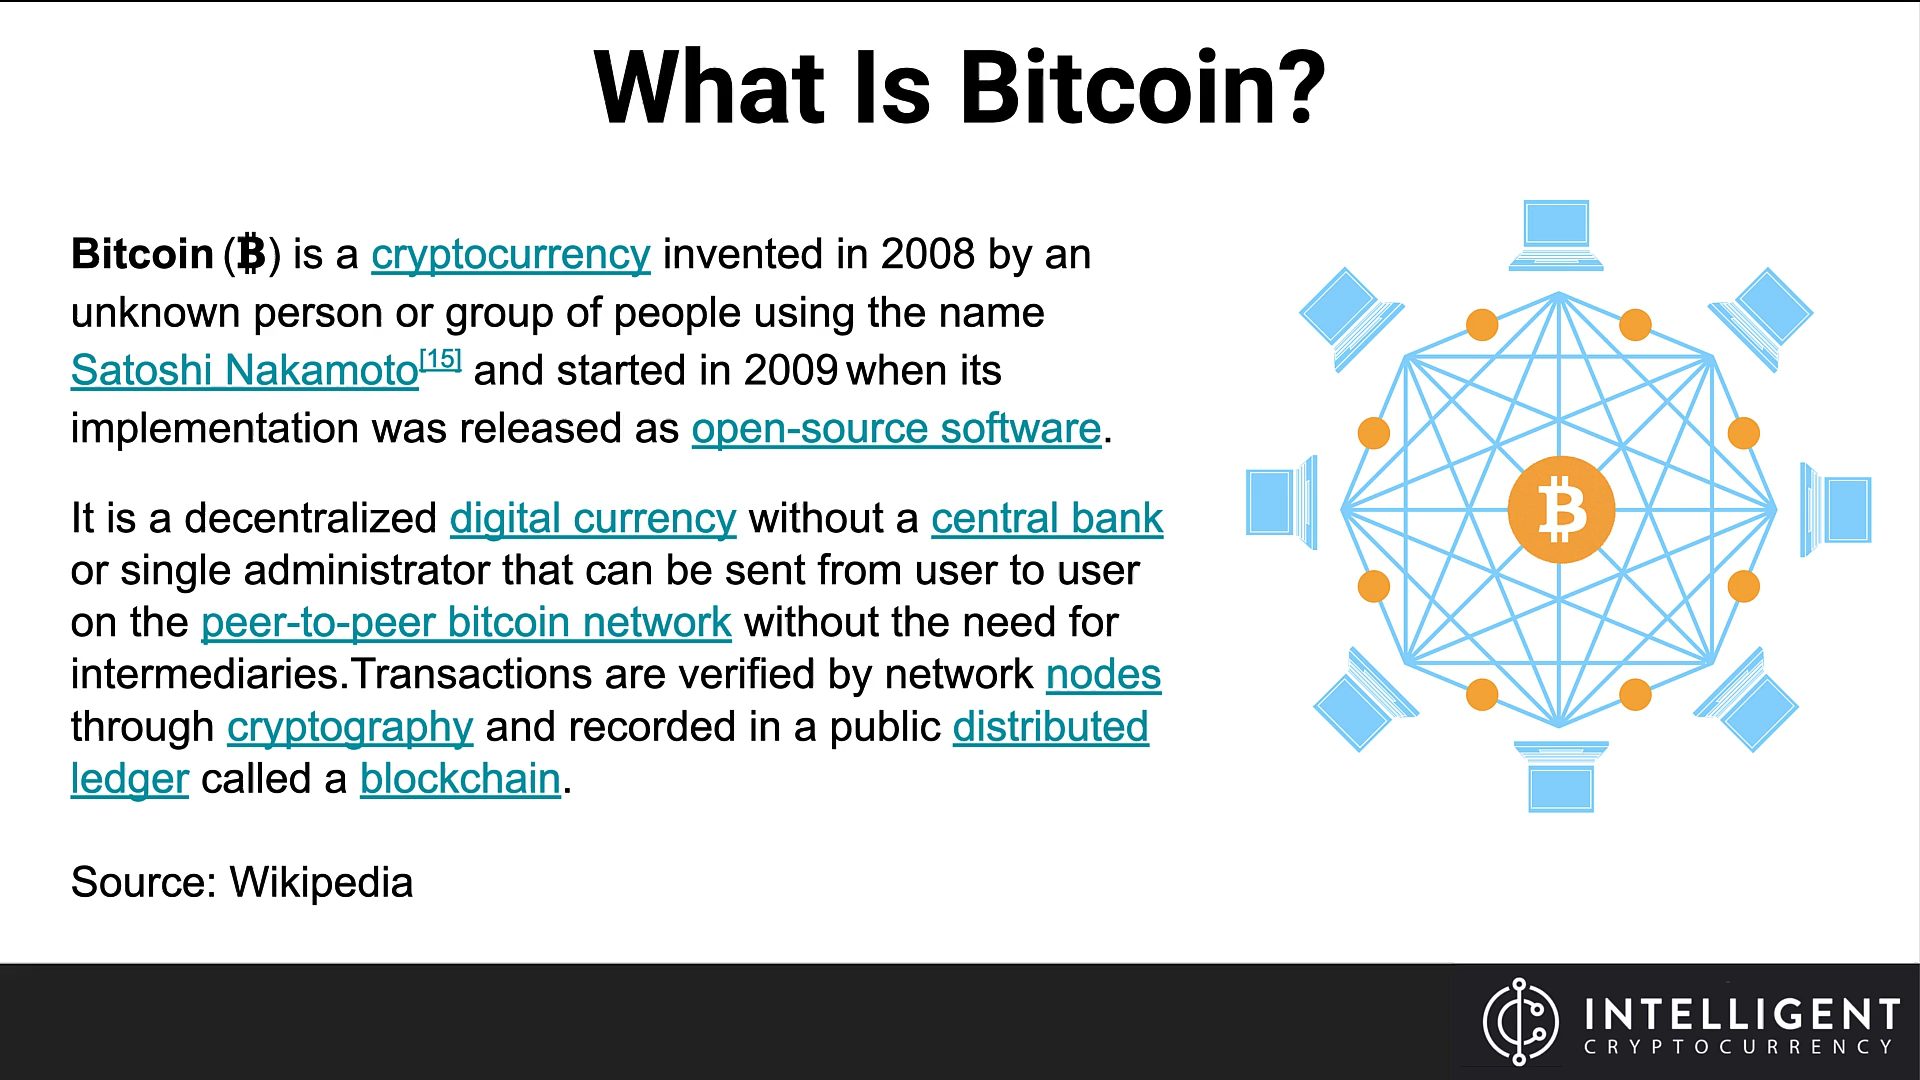 What Is Bitcoin?
Bitcoin (₿) is a cryptocurrency invented in 2008 by an
unknown person or group of people using the name
Satoshi Nakamoto[15] and started in 2009 when its
implementation was released as open-source software.
It is a decentralized digital currency without a central bank
or single administrator that can be sent from user to user
on the peer-to-peer bitcoin network without the need for
intermediaries.Transactions are verified by network nodes
through cryptography and recorded in a public distributed
ledger called a blockchain.
Source: Wikipedia
INTELLIGENT
CRYPTOCURRENCY